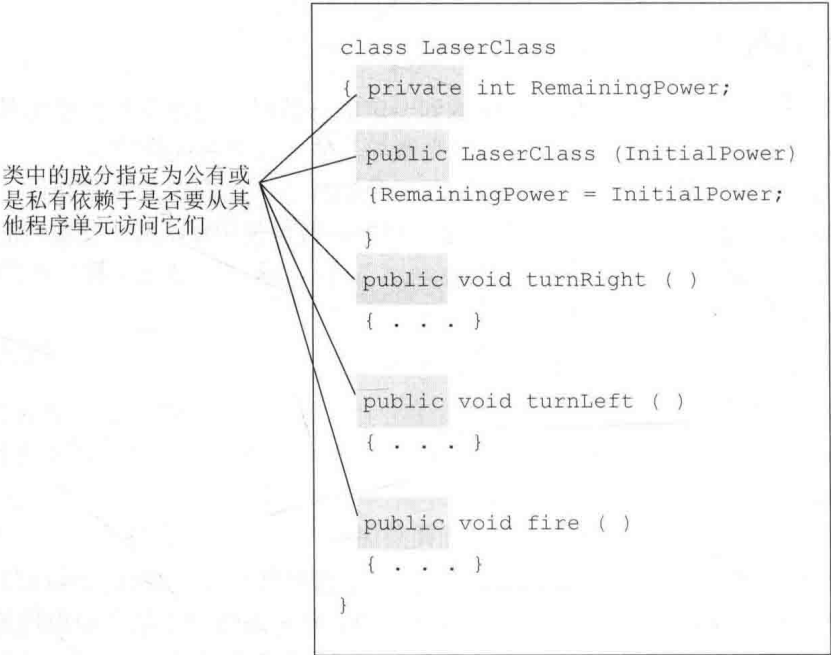 class LaserClass
{ private int RemainingPower;
public LaserClass (InitialPower)
{RemainingPower = InitialPower;
}
public void turnRight ( )
{ . . . }
public void turnLeft ( )
{ . . . }
public void fire ( )
{ . . . }
}
类中的成分指定为公有或
是私有依赖于是否要从其
他程序单元访问它们